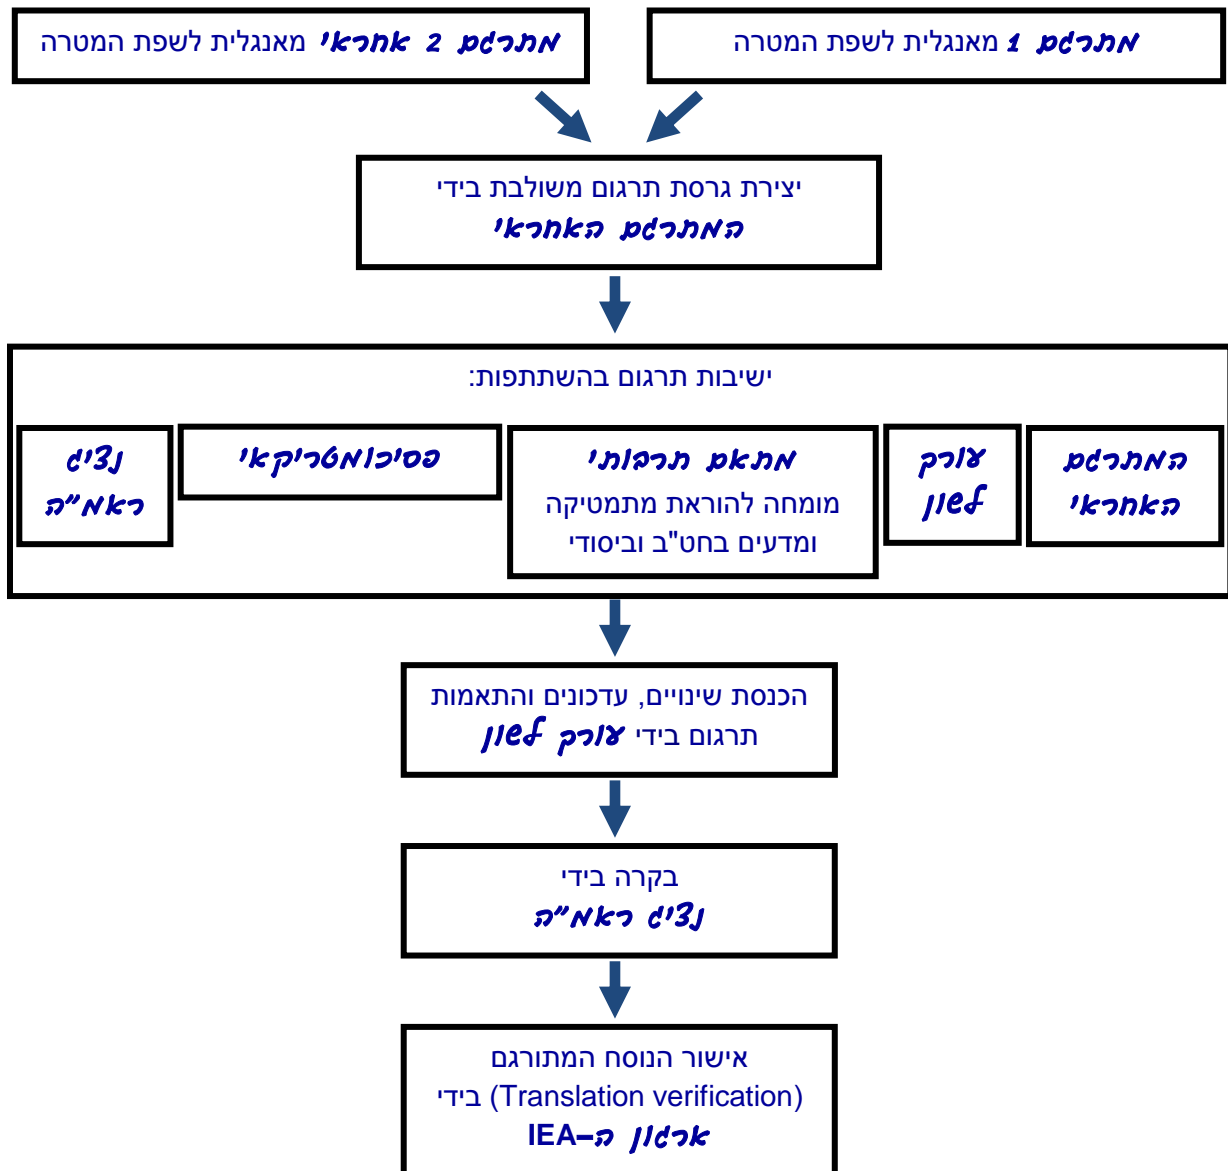 מתרגם 1 מאנגלית לשפת המטרה
מתרגם 2 אחראי מאנגלית לשפת המטרה
יצירת גרסת תרגום משולבת בידי
המתרגם האחראי
ישיבות תרגום בהשתתפות:
המתרגם
האחראי
עורך
לשון
מתאם תרבותי
מומחה להוראת מתמטיקה
ומדעים בחט"ב וביסודי
פסיכומטריקאי
נציג
ראמ"ה
הכנסת שינויים, עדכונים והתאמות
תרגום בידי עורך לשון
בקרה בידי
נציג ראמ"ה
אישור הנוסח המתורגם
(Translation verification) בידי
ארגון ה–IEA